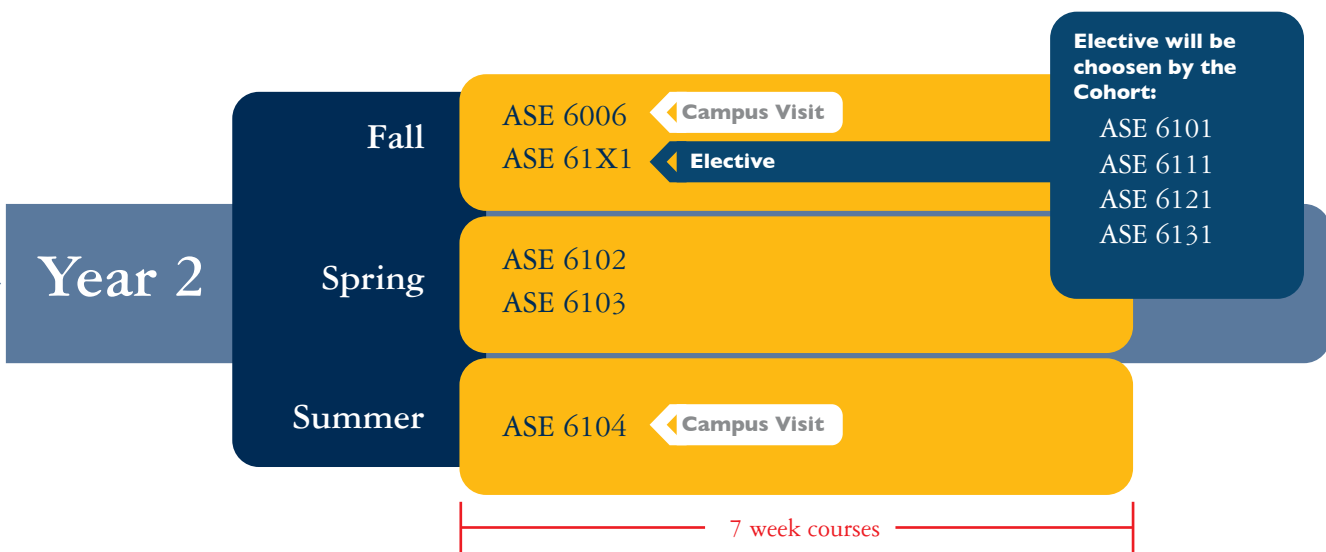 Year 2
Fall
ASE 6006
Campus Visit
ASE 61X1
Elective
Elective will be
choosen by the
Cohort:
ASE 6101
ASE 6111
ASE 6121
ASE 6131
Spring
ASE 6102
ASE 6103
Summer
ASE 6104
Campus Visit
7 week courses